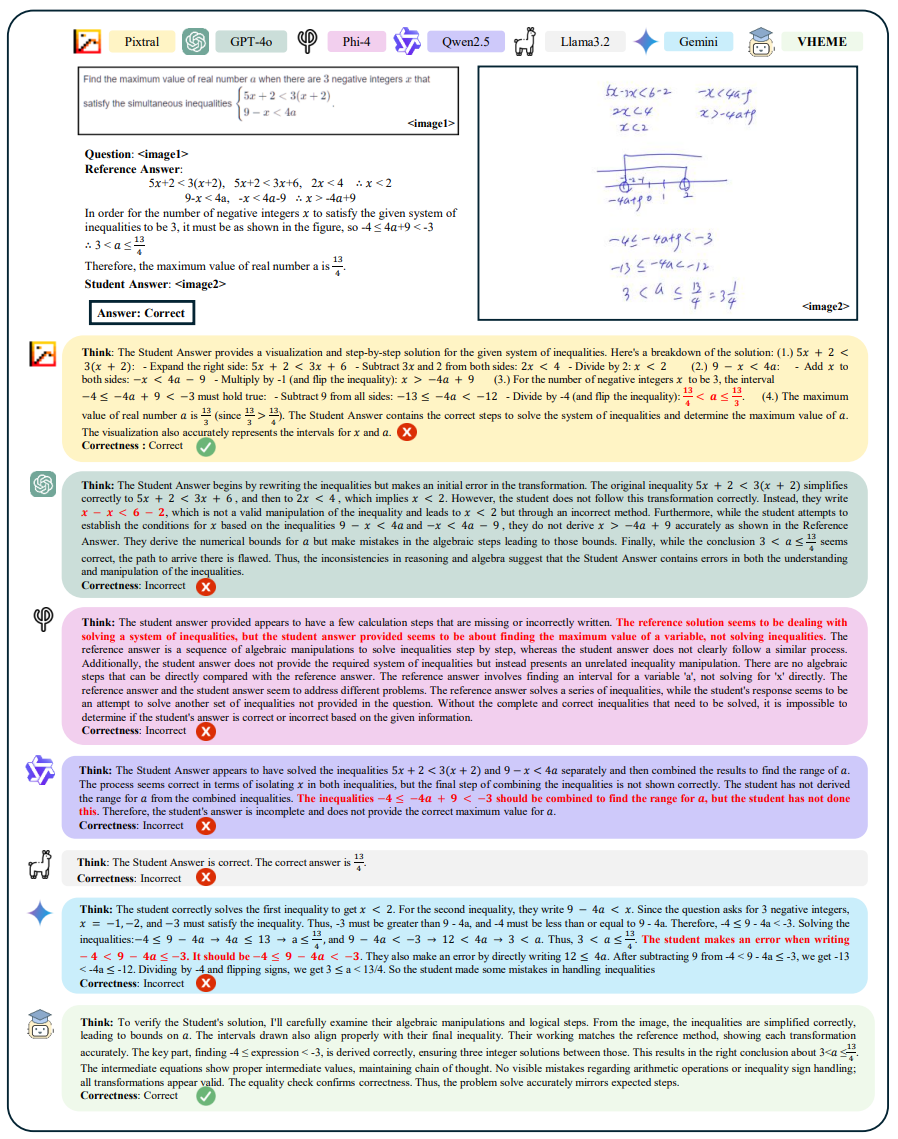 Pixtral GPT-4o Phi-4 Qwen2.5 Llama3.2 Gemini VHEME
Find the maximum value of real number a when there are 3 negative integers x that
satisfy the simultaneous inequalities { 5x + 2 < 3(x + 2)
9 − x < 4a .
<image1>
Question: <image1>
Reference Answer:
5x+2 < 3(x+2), 5x+2 < 3x+6, 2x < 4 ∴ x < 2
9-x < 4a, -x < 4a-9 ∴ x > -4a+9
In order for the number of negative integers x to satisfy the given system of
inequalities to be 3, it must be as shown in the figure, so -4 ≤ 4a+9 < -3
∴ 3 < a ≤ 13/4
Therefore, the maximum value of real number a is 13/4.
Student Answer: <image2>
Answer: Correct
5x-3x<6-2 -x<4a-9
2x<4 x>-4a+9
x<2
-4a+9 0 1 2
-4≤-4a+9<-3
-13≤-4a<-12
3<a≤13/4=3 1/4
<image2>
Think: The Student Answer provides a visualization and step-by-step solution for the given system of inequalities. Here's a breakdown of the solution: (1.) 5x + 2 <
3(x + 2): - Expand the right side: 5x + 2 < 3x + 6 - Subtract 3x and 2 from both sides: 2x < 4 - Divide by 2: x < 2 (2.) 9 − x < 4a: - Add x to
both sides: −x < 4a − 9 - Multiply by -1 (and flip the inequality): x > −4a + 9 (3.) For the number of negative integers x to be 3, the interval
−4 ≤ −4a + 9 < −3 must hold true: - Subtract 9 from all sides: −13 ≤ −4a < −12 - Divide by -4 (and flip the inequality): 13/4 < a ≤ 13/3. (4.) The maximum
value of real number a is 13/3 (since 13/3 > 13/4). The Student Answer contains the correct steps to solve the system of inequalities and determine the maximum value of a.
The visualization also accurately represents the intervals for x and a.
Correctness : Correct
Think: The Student Answer begins by rewriting the inequalities but makes an initial error in the transformation. The original inequality 5x + 2 < 3(x + 2) simplifies
correctly to 5x + 2 < 3x + 6 , and then to 2x < 4 , which implies x < 2. However, the student does not follow this transformation correctly. Instead, they write
x − x < 6 − 2, which is not a valid manipulation of the inequality and leads to x < 2 but through an incorrect method. Furthermore, while the student attempts to
establish the conditions for x based on the inequalities 9 − x < 4a and −x < 4a − 9 , they do not derive x > −4a + 9 accurately as shown in the Reference
Answer. They derive the numerical bounds for a but make mistakes in the algebraic steps leading to those bounds. Finally, while the conclusion 3 < a ≤ 13/4 seems
correct, the path to arrive there is flawed. Thus, the inconsistencies in reasoning and algebra suggest that the Student Answer contains errors in both the understanding
and manipulation of the inequalities.
Correctness: Incorrect
Think: The student answer provided appears to have a few calculation steps that are missing or incorrectly written. The reference solution seems to be dealing with
solving a system of inequalities, but the student answer provided seems to be about finding the maximum value of a variable, not solving inequalities. The
reference answer is a sequence of algebraic manipulations to solve inequalities step by step, whereas the student answer does not clearly follow a similar process.
Additionally, the student answer does not provide the required system of inequalities but instead presents an unrelated inequality manipulation. There are no algebraic
steps that can be directly compared with the reference answer. The reference answer involves finding an interval for a variable 'a', not solving for 'x' directly. The
reference answer and the student answer seem to address different problems. The reference answer solves a series of inequalities, while the student's response seems to be
an attempt to solve another set of inequalities not provided in the question. Without the complete and correct inequalities that need to be solved, it is impossible to
determine if the student's answer is correct or incorrect based on the given information.
Correctness: Incorrect
Think: The Student Answer appears to have solved the inequalities 5x + 2 < 3(x + 2) and 9 − x < 4a separately and then combined the results to find the range of a.
The process seems correct in terms of isolating x in both inequalities, but the final step of combining the inequalities is not shown correctly. The student has not derived
the range for a from the combined inequalities. The inequalities −4 ≤ −4a + 9 < −3 should be combined to find the range for a, but the student has not done
this. Therefore, the student's answer is incomplete and does not provide the correct maximum value for a.
Correctness: Incorrect
Think: The Student Answer is correct. The correct answer is 13/4.
Correctness: Incorrect
Think: The student correctly solves the first inequality to get x < 2. For the second inequality, they write 9 − 4a < x. Since the question asks for 3 negative integers,
x = −1, −2, and −3 must satisfy the inequality. Thus, -3 must be greater than 9 - 4a, and -4 must be less than or equal to 9 - 4a. Therefore, -4 ≤ 9 - 4a < -3. Solving the
inequalities:−4 ≤ 9 − 4a → 4a ≤ 13 → a ≤ 13/4, and 9 − 4a < −3 → 12 < 4a → 3 < a. Thus, 3 < a ≤ 13/4. The student makes an error when writing
− 4 < 9 − 4a ≤ −3. It should be −4 ≤ 9 − 4a < −3. They also make an error by directly writing 12 ≤ 4a. After subtracting 9 from -4 < 9 - 4a ≤ -3, we get -13
< -4a ≤ -12. Dividing by -4 and flipping signs, we get 3 ≤ a < 13/4. So the student made some mistakes in handling inequalities
Correctness: Incorrect
Think: To verify the Student's solution, I'll carefully examine their algebraic manipulations and logical steps. From the image, the inequalities are simplified correctly,
leading to bounds on a. The intervals drawn also align properly with their final inequality. Their working matches the reference method, showing each transformation
accurately. The key part, finding -4 ≤ expression < -3, is derived correctly, ensuring three integer solutions between those. This results in the right conclusion about 3<a ≤13/4.
The intermediate equations show proper intermediate values, maintaining chain of thought. No visible mistakes regarding arithmetic operations or inequality sign handling;
all transformations appear valid. The equality check confirms correctness. Thus, the problem solve accurately mirrors expected steps.
Correctness: Correct